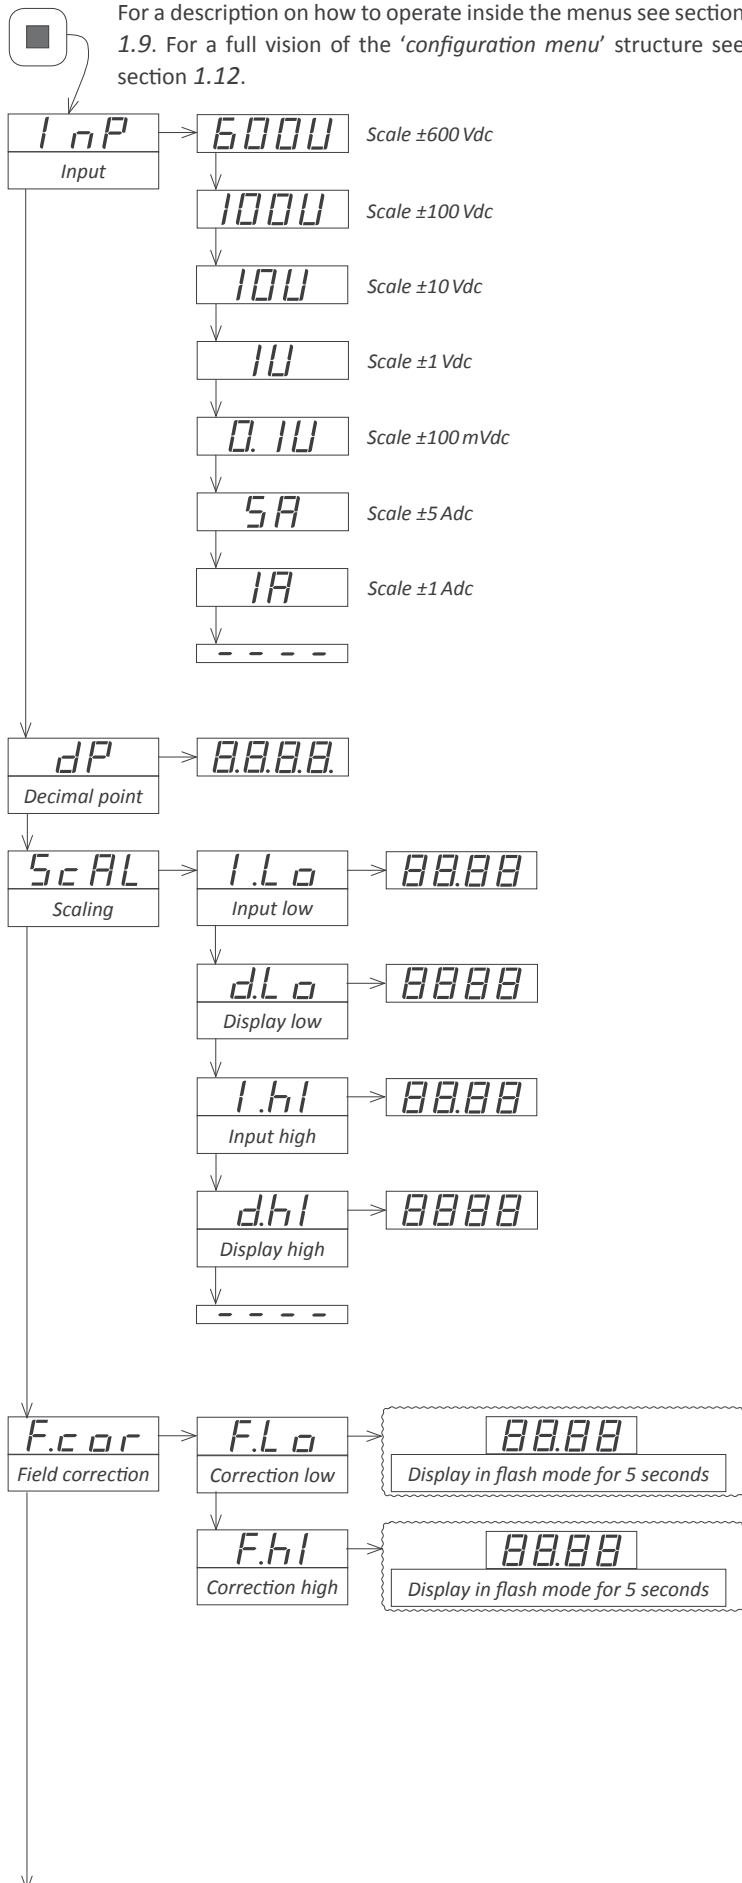 For a description on how to operate inside the menus see section
1.9. For a full vision of the ‘configuration menu’ structure see
section 1.12.
InP
600U
Scale ±600 Vdc
Input
100U
Scale ±100 Vdc
10U
Scale ±10 Vdc
1U
Scale ±1 Vdc
0.1U
Scale ±100 mVdc
5A
Scale ±5 Adc
1A
Scale ±1 Adc
----
dP
8.8.8.8.
Decimal point
ScAL
I.Lo
88.88
Scaling
Input low
d.Lo
8888
Display low
I.hI
88.88
Input high
d.hI
8888
Display high
----
F.cor
F.Lo
88.88
Field correction
Correction low
Display in flash mode for 5 seconds
F.hI
88.88
Correction high
Display in flash mode for 5 seconds